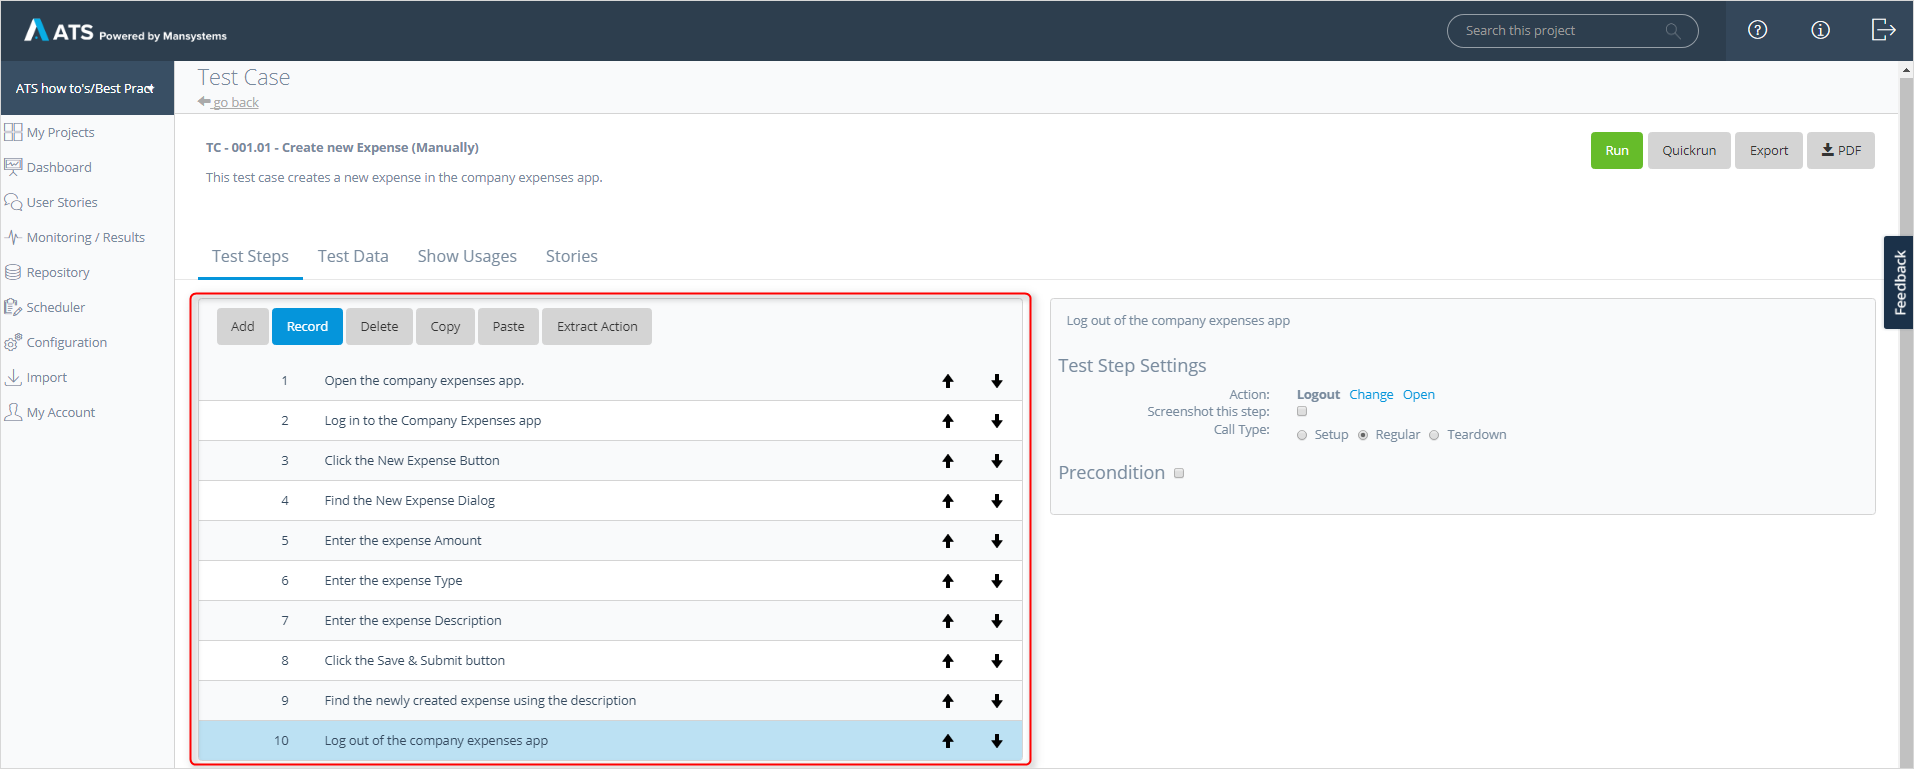 ATS Powered by Mansystems
Search this project
ATS how to's/Best Pract
My Projects
Dashboard
User Stories
Monitoring / Results
Repository
Scheduler
Configuration
Import
My Account
Test Case
go back
TC - 001.01 - Create new Expense (Manually)
This test case creates a new expense in the company expenses app.
Run Quickrun Export PDF
Test Steps Test Data Show Usages Stories
Add Record Delete Copy Paste Extract Action
1 Open the company expenses app.
2 Log in to the Company Expenses app
3 Click the New Expense Button
4 Find the New Expense Dialog
5 Enter the expense Amount
6 Enter the expense Type
7 Enter the expense Description
8 Click the Save & Submit button
9 Find the newly created expense using the description
10 Log out of the company expenses app
Log out of the company expenses app
Test Step Settings
Action: Logout Change Open
Screenshot this step:
Call Type: Setup Regular Teardown
Precondition
Feedback